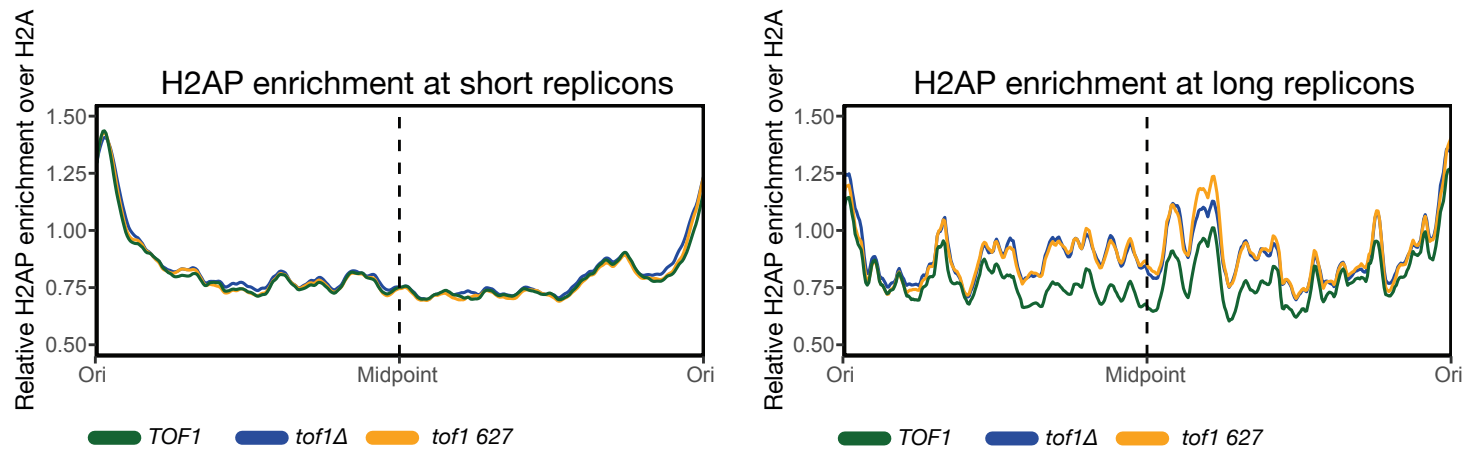 H2AP enrichment at short replicons
Relative H2AP enrichment over H2A
1.50
1.25
1.00
0.75
0.50
Ori Midpoint Ori
TOF1 tof1Δ tof1 627
H2AP enrichment at long replicons
Relative H2AP enrichment over H2A
1.50
1.25
1.00
0.75
0.50
Ori Midpoint Ori
TOF1 tof1Δ tof1 627